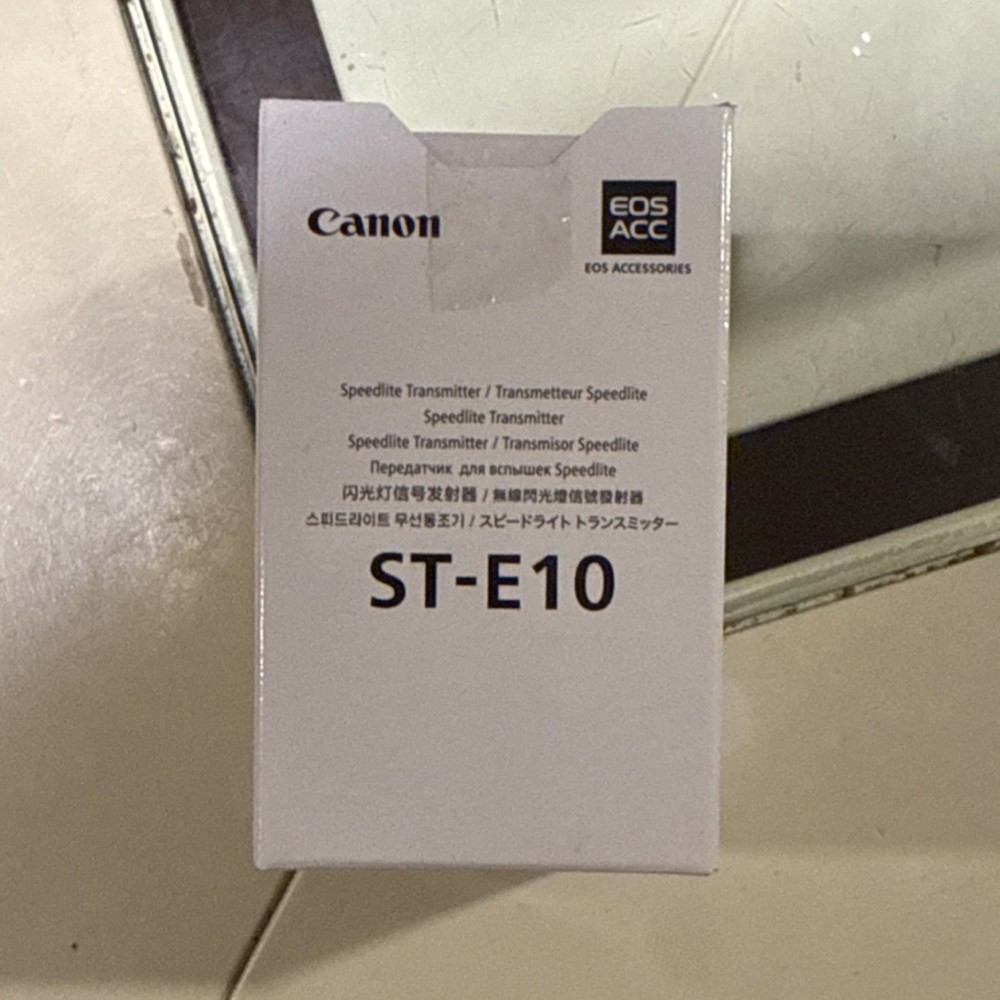 Canon
EOS
ACC
EOS ACCESSORIES
Speedlite Transmitter / Transmetteur Speedlite
Speedlite Transmitter
Speedlite Transmitter / Transmisor Speedlite
Передатчик для вспышек Speedlite
闪光灯信号发射器 / 無線閃光燈信號發射器
스피드라이트 무선동조기 / スピードライト トランスミッター
ST-E10